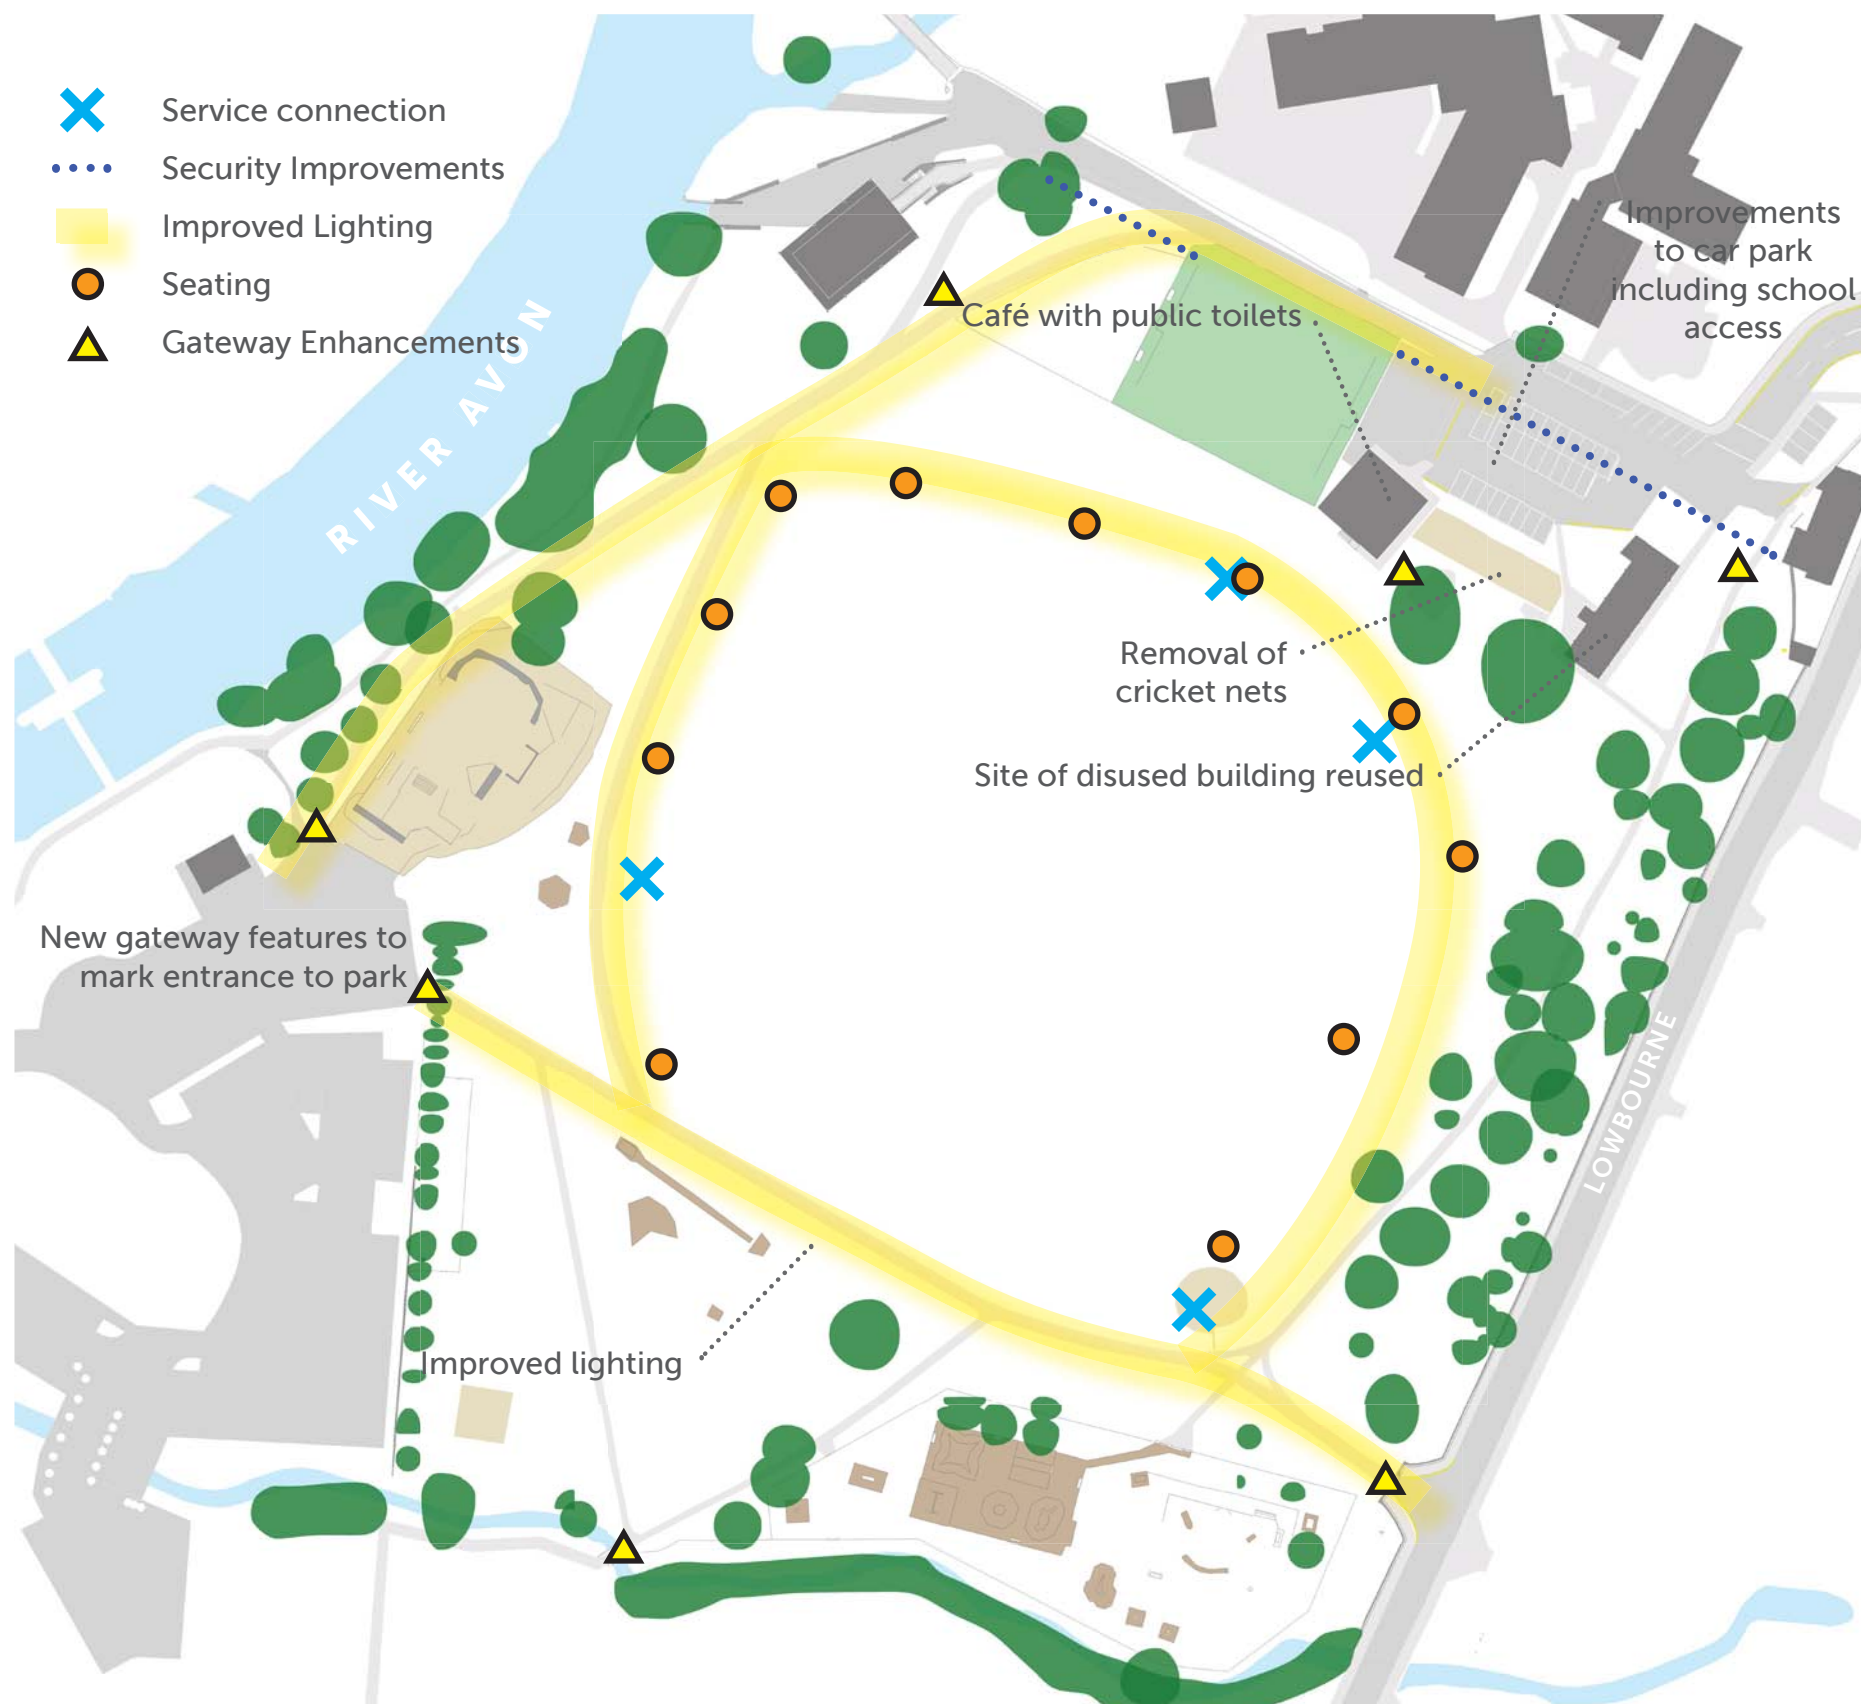 Service connection
Security Improvements
Improved Lighting
Seating
Gateway Enhancements
RIVER AVON
Improvements
to car park
including school
access
Café with public toilets
Removal of
cricket nets
Site of disused building reused
New gateway features to
mark entrance to park
LOWBOURNE
Improved lighting